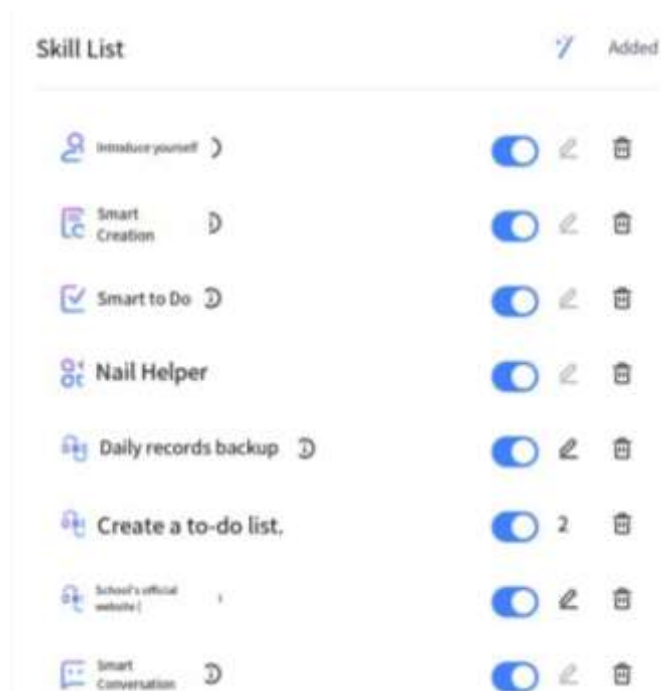 Skill List
Added
Introduce yourself
Smart
Creation
Smart to Do
Nail Helper
Daily records backup
Create a to-do list.
2
School's official
website (
Smart
Conversation